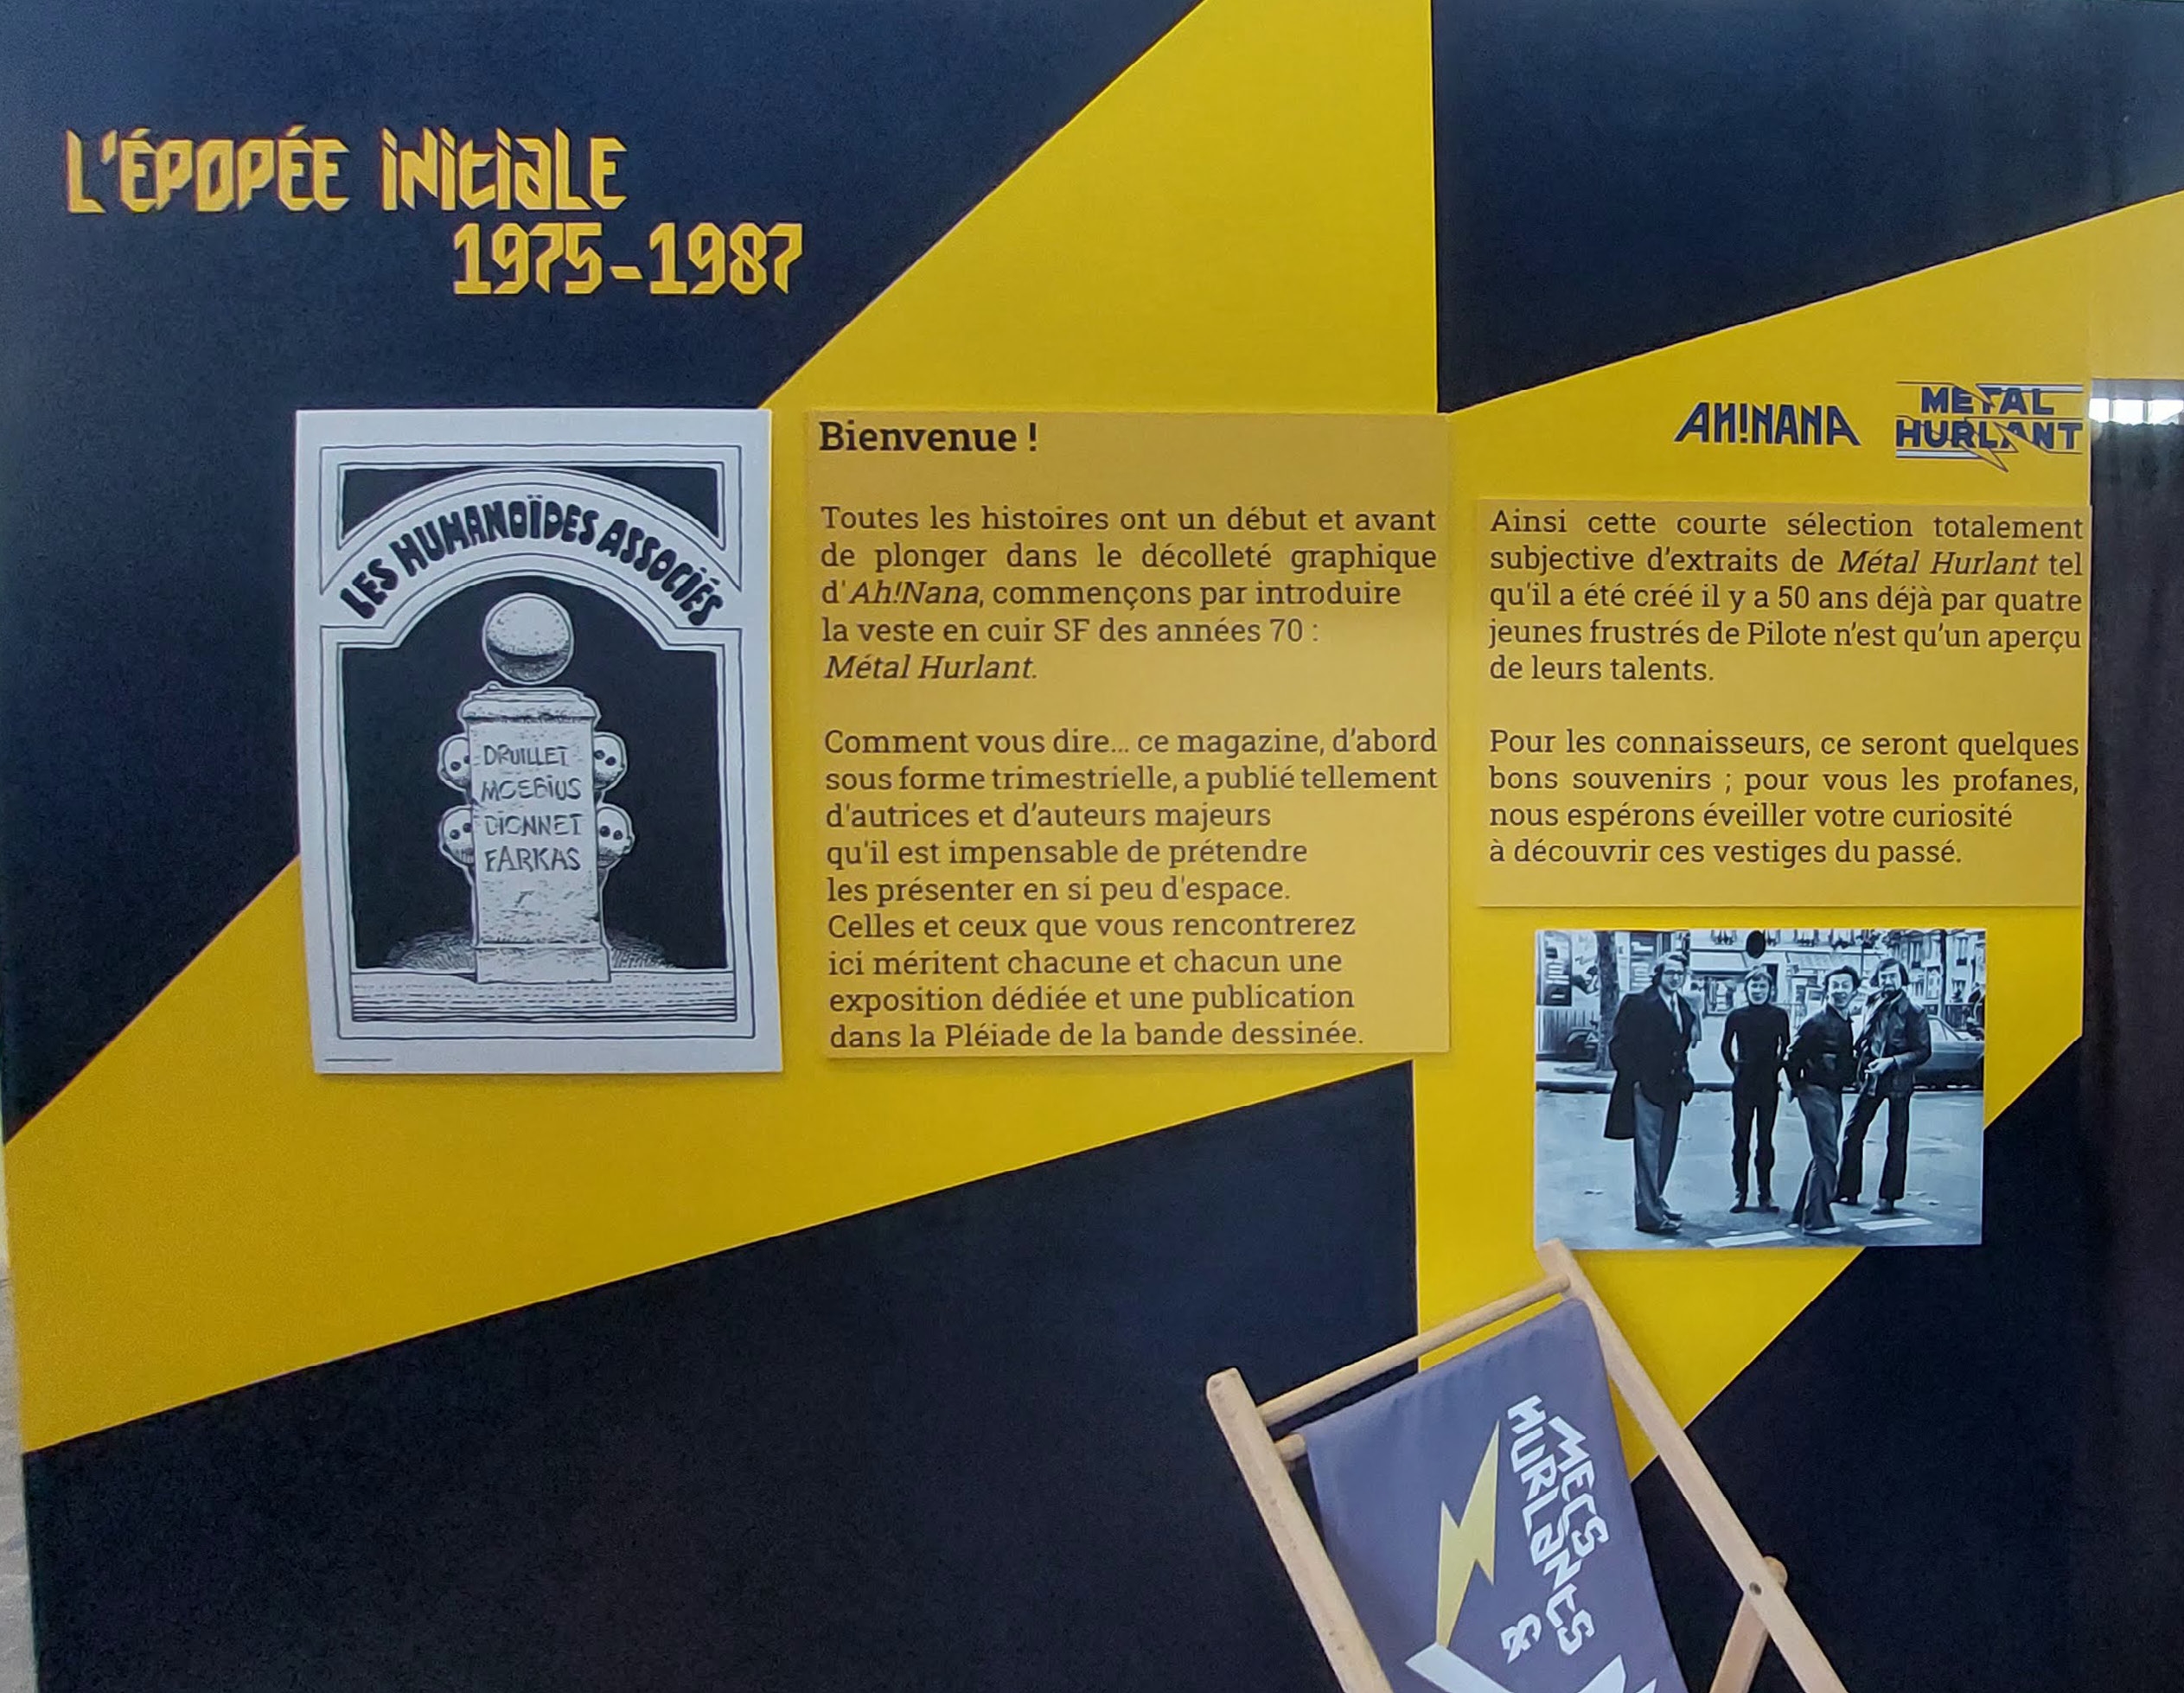 L'ÉPOPÉE iNitiaLE
1975-1987
LES HUMANOÏDES ASSOCIÉS
DRUILLET
MOEBIUS
DIONNET
FARKAS
Bienvenue !
Toutes les histoires ont un début et avant
de plonger dans le décolleté graphique
d'Ah!Nana, commençons par introduire
la veste en cuir SF des années 70 :
Métal Hurlant.
Comment vous dire... ce magazine, d'abord
sous forme trimestrielle, a publié tellement
d'autrices et d'auteurs majeurs
qu'il est impensable de prétendre
les présenter en si peu d'espace.
Celles et ceux que vous rencontrerez
ici méritent chacune et chacun une
exposition dédiée et une publication
dans la Pléiade de la bande dessinée.
AH!NANA
METAL
HURLANT
Ainsi cette courte sélection totalement
subjective d'extraits de Métal Hurlant tel
qu'il a été créé il y a 50 ans déjà par quatre
jeunes frustrés de Pilote n'est qu'un aperçu
de leurs talents.
Pour les connaisseurs, ce seront quelques
bons souvenirs ; pour vous les profanes,
nous espérons éveiller votre curiosité
à découvrir ces vestiges du passé.
MECS
HURLaNtS
&